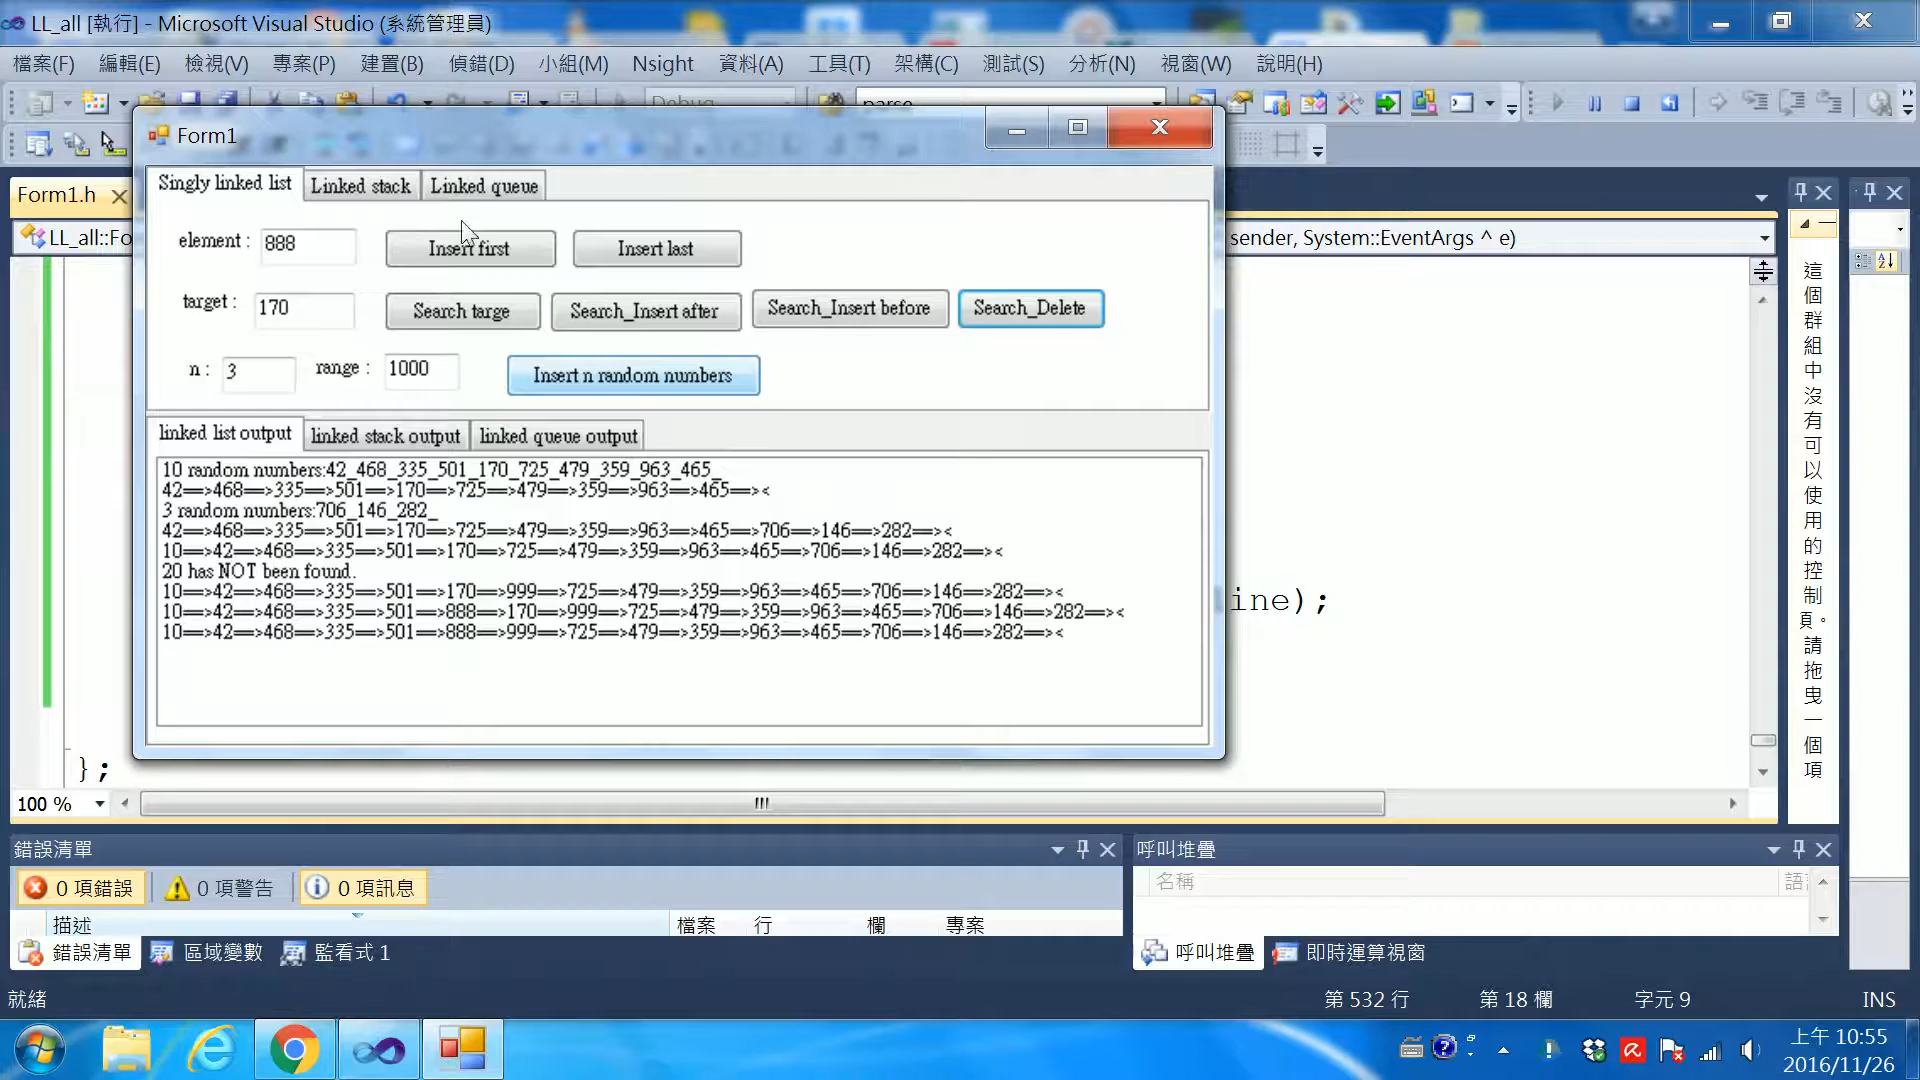 LL_all [執行] - Microsoft Visual Studio (系統管理員)
檔案(F) 編輯(E) 檢視(V) 專案(P) 建置(B) 偵錯(D) 小組(M) Nsight 資料(A) 工具(T) 架構(C) 測試(S) 分析(N) 視窗(W) 說明(H)
Debug parse
Form1
Singly linked list Linked stack Linked queue
element : 888 Insert first Insert last
target : 170 Search targe Search_Insert after Search_Insert before Search_Delete
n : 3 range : 1000 Insert n random numbers
linked list output linked stack output linked queue output
10 random numbers:42_468_335_501_170_725_479_359_963_465_
42==>468==>335==>501==>170==>725==>479==>359==>963==>465==><
3 random numbers:706_146_282_
42==>468==>335==>501==>170==>725==>479==>359==>963==>465==>706==>146==>282==><
10==>42==>468==>335==>501==>170==>725==>479==>359==>963==>465==>706==>146==>282==><
20 has NOT been found.
10==>42==>468==>335==>501==>170==>999==>725==>479==>359==>963==>465==>706==>146==>282==><
10==>42==>468==>335==>501==>888==>170==>999==>725==>479==>359==>963==>465==>706==>146==>282==><
10==>42==>468==>335==>501==>888==>999==>725==>479==>359==>963==>465==>706==>146==>282==><
Form1.h
LL_all::Fo
sender, System::EventArgs ^ e)
ine);
};
這個群組中沒有可以使用的控制頁。請拖曳一個項
100 %
錯誤清單
0 項錯誤 0 項警告 0 項訊息
描述 檔案 行 欄 專案
錯誤清單 區域變數 監看式 1
呼叫堆疊
名稱 語
呼叫堆疊 即時運算視窗
就緒 第 532 行 第 18 欄 字元 9 INS
上午 10:55
2016/11/26